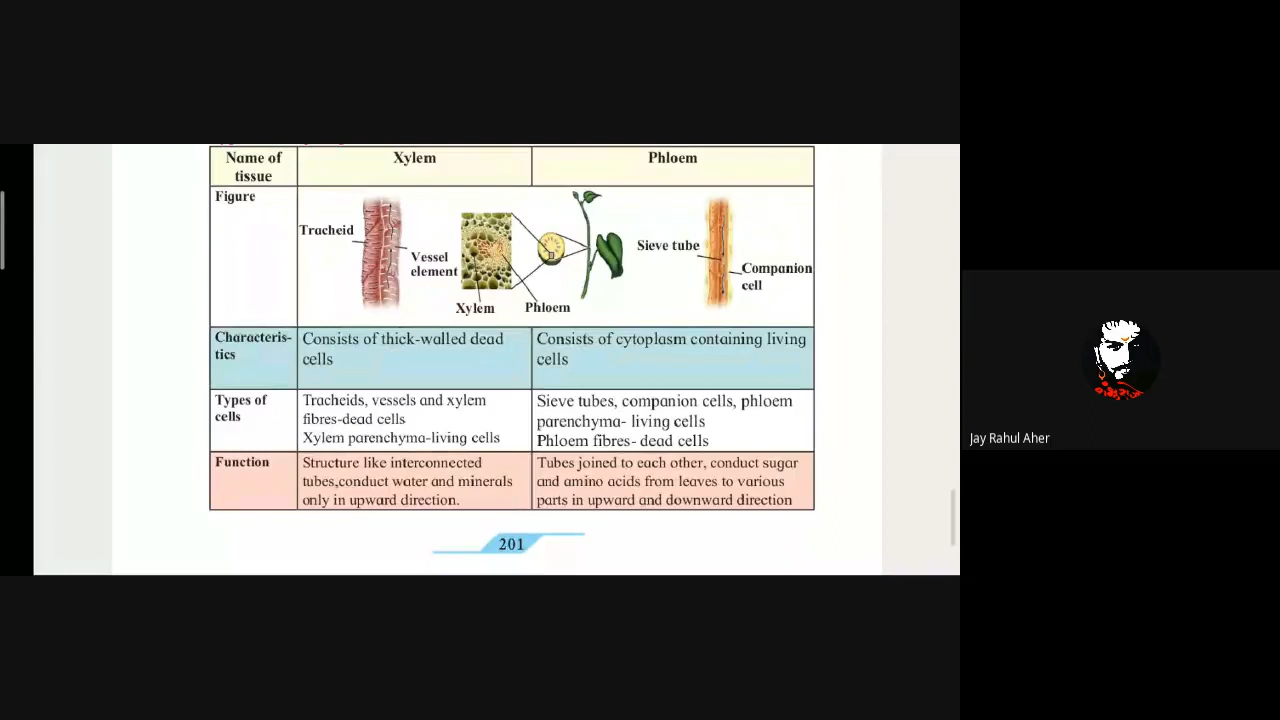 Name of
tissue
Xylem
Phloem
Figure
Tracheid
Vessel
element
Xylem
Phloem
Sieve tube
Companion
cell
Characteris-
tics
Consists of thick-walled dead
cells
Consists of cytoplasm containing living
cells
Types of
cells
Tracheids, vessels and xylem
fibres-dead cells
Xylem parenchyma-living cells
Sieve tubes, companion cells, phloem
parenchyma- living cells
Phloem fibres- dead cells
Function
Structure like interconnected
tubes,conduct water and minerals
only in upward direction.
Tubes joined to each other, conduct sugar
and amino acids from leaves to various
parts in upward and downward direction
201
Jay Rahul Aher